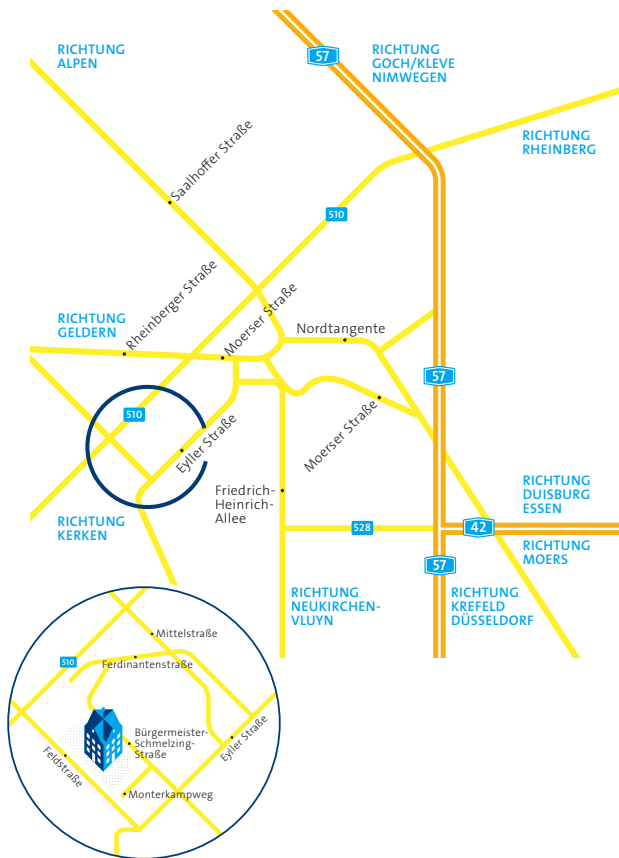 RICHTUNG
ALPEN
57
RICHTUNG
GOCH/KLEVE
NIMWEGEN
RICHTUNG
RHEINBERG
Saalhoffer Straße
510
Rheinberger Straße
Moerser Straße
RICHTUNG
GELDERN
Nordtangente
57
510
Eyller Straße
Moerser Straße
Friedrich-
Heinrich-
Allee
RICHTUNG
DUISBURG
ESSEN
RICHTUNG
KERKEN
528
42
RICHTUNG
MOERS
57
RICHTUNG
NEUKIRCHEN-
VLUYN
RICHTUNG
KREFELD
DÜSSELDORF
Mittelstraße
510
Ferdinantenstraße
Bürgermeister-
Schmelzing-
Straße
Eyller Straße
Feldstraße
Monterkampweg